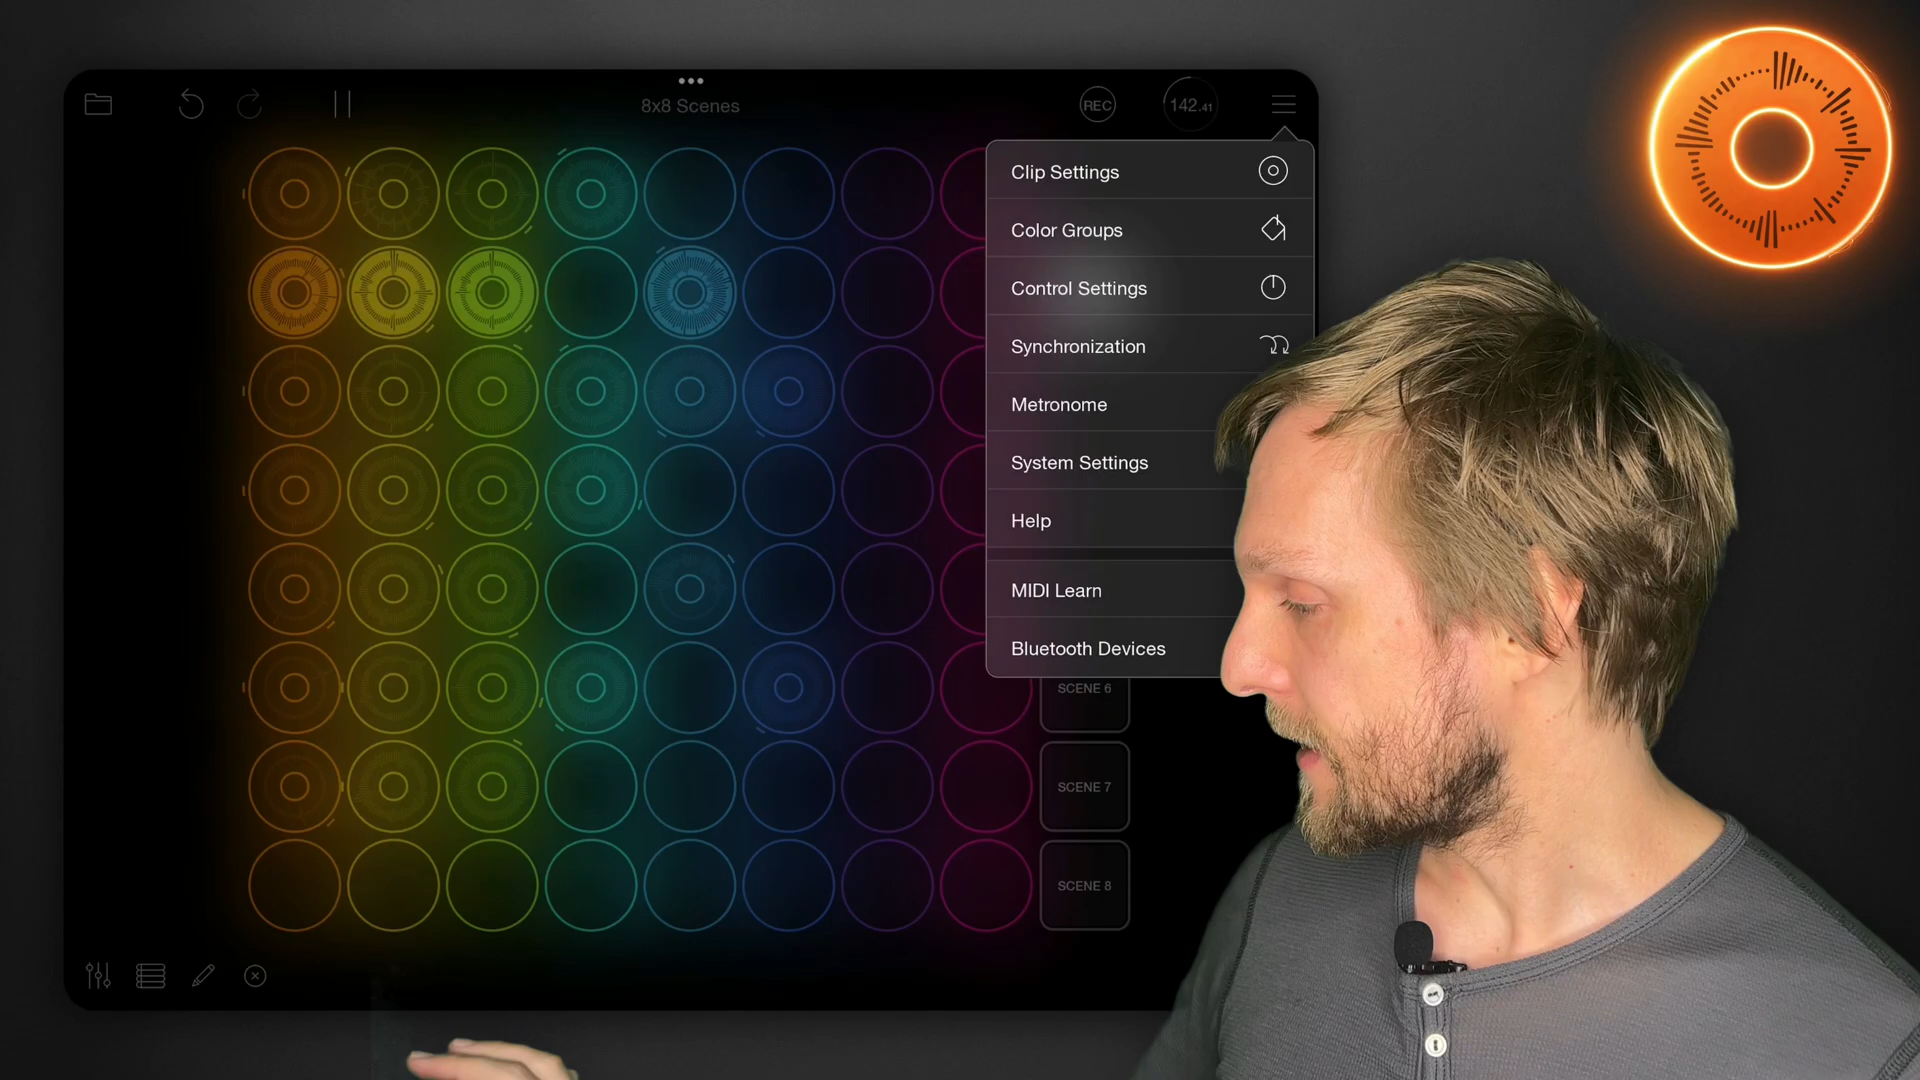 8x8 Scenes
REC
142.41
Clip Settings
Color Groups
Control Settings
Synchronization
Metronome
System Settings
Help
MIDI Learn
Bluetooth Devices
SCENE 6
SCENE 7
SCENE 8